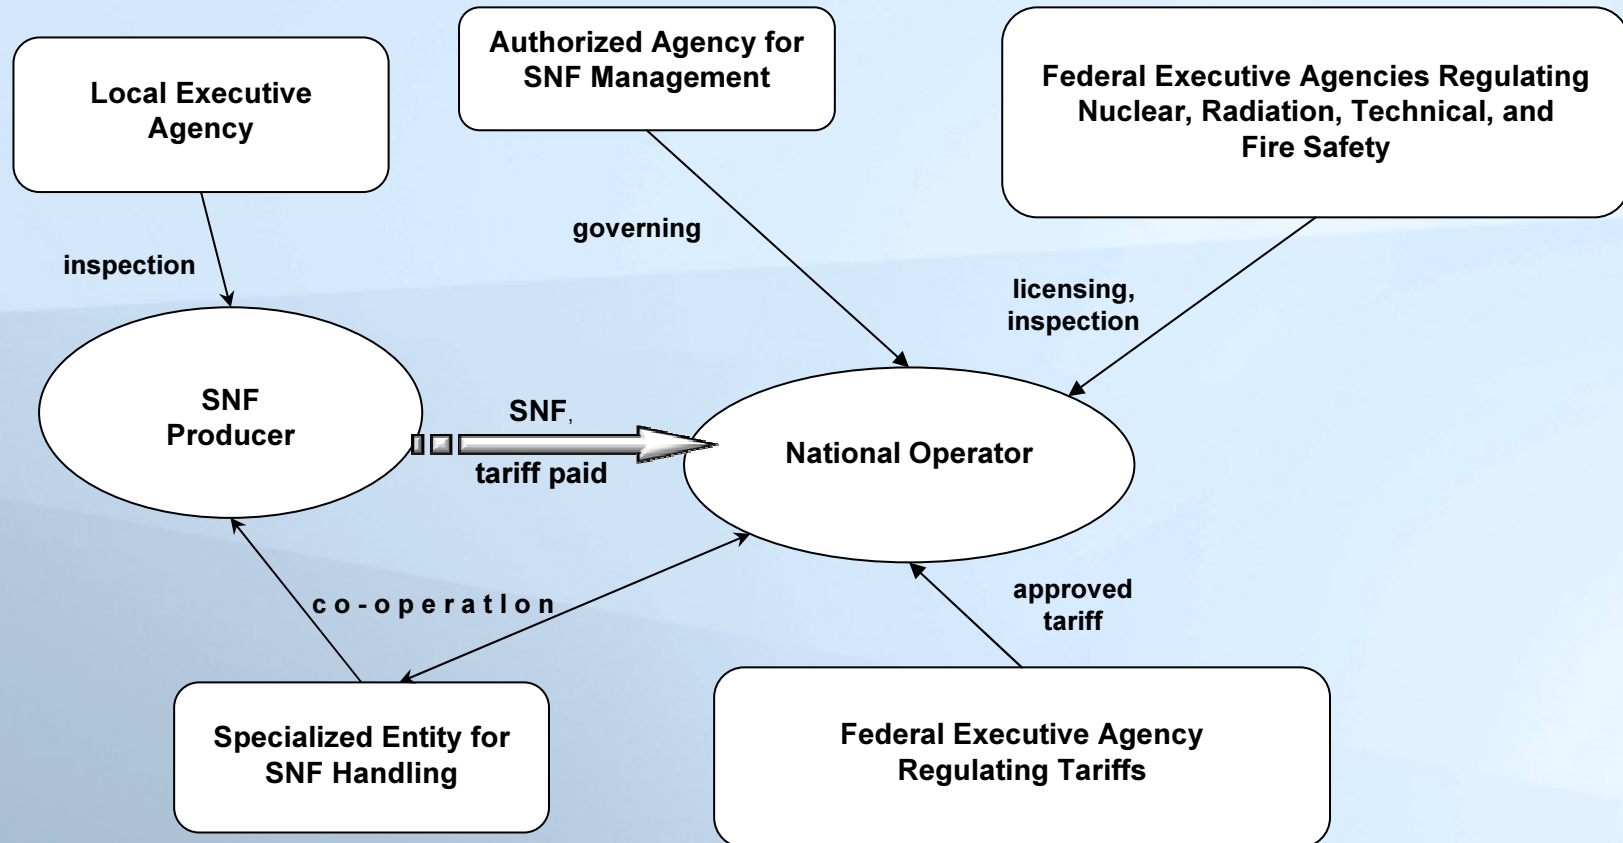 Local Executive
Agency
Authorized Agency for
SNF Management
Federal Executive Agencies Regulating
Nuclear, Radiation, Technical, and
Fire Safety
inspection
governing
licensing,
inspection
SNF
Producer
SNF,
tariff paid
National Operator
co-operatIon
approved
tariff
Specialized Entity for
SNF Handling
Federal Executive Agency
Regulating Tariffs